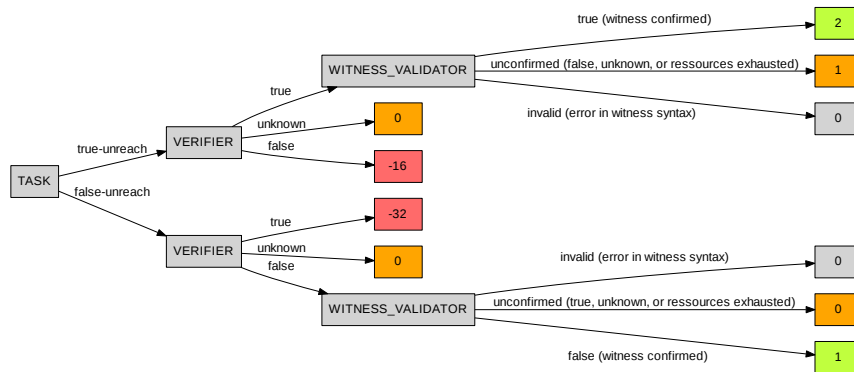 true (witness confirmed)
2
WITNESS_VALIDATOR
unconfirmed (false, unknown, or ressources exhausted)
1
true
invalid (error in witness syntax)
0
unknown
0
VERIFIER
false
true-unreach
-16
TASK
false-unreach
true
-32
VERIFIER
unknown
0
false
invalid (error in witness syntax)
0
WITNESS_VALIDATOR
unconfirmed (true, unknown, or ressources exhausted)
0
false (witness confirmed)
1